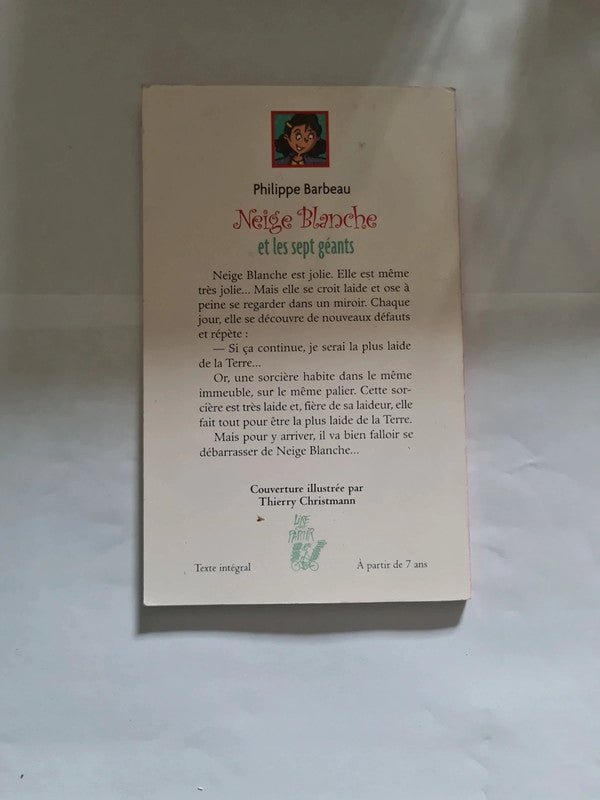 Philippe Barbeau
Neige Blanche
et les sept géants
Neige Blanche est jolie. Elle est même
très jolie... Mais elle se croit laide et ose à
peine se regarder dans un miroir. Chaque
jour, elle se découvre de nouveaux défauts
et répète :
— Si ça continue, je serai la plus laide
de la Terre...
Or, une sorcière habite dans le même
immeuble, sur le même palier. Cette sor-
cière est très laide et, fière de sa laideur, elle
fait tout pour être la plus laide de la Terre.
Mais pour y arriver, il va bien falloir se
débarrasser de Neige Blanche...
Couverture illustrée par
Thierry Christmann
LIRE
PARTIR
Texte intégral
À partir de 7 ans